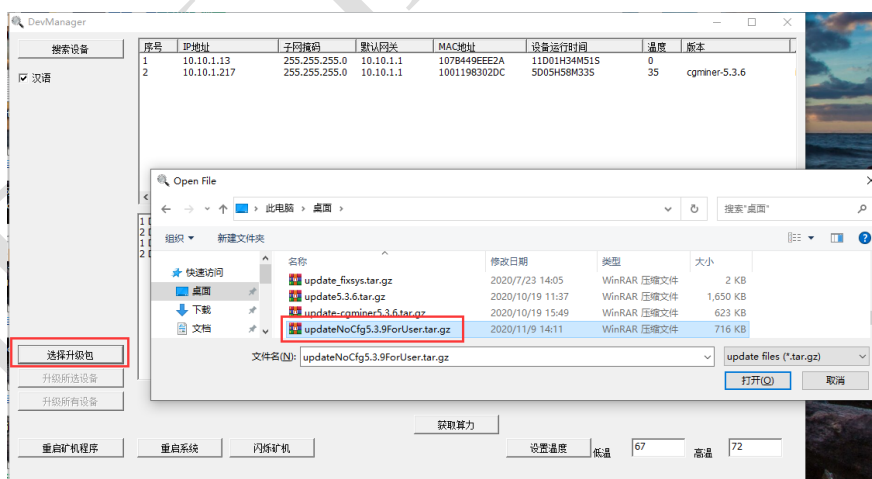 DevManager
搜索设备
汉语
序号 IP地址 子网掩码 默认网关 MAC地址 设备运行时间 温度 版本
1 10.10.1.13 255.255.255.0 10.10.1.1 107B449EEE2A 11D01H34M51S 0
2 10.10.1.217 255.255.255.0 10.10.1.1 1001198302DC 5D05H58M33S 35 cgminer-5.3.6
Open File
此电脑 › 桌面 ›
搜索"桌面"
组织 新建文件夹
名称 修改日期 类型 大小
快速访问
桌面
下载
文档
update_fixsys.tar.gz 2020/7/23 14:05 WinRAR 压缩文件 2 KB
update5.3.6.tar.gz 2020/10/19 11:37 WinRAR 压缩文件 1,650 KB
update-cgminer5.3.6.tar.gz 2020/10/19 15:49 WinRAR 压缩文件 623 KB
updateNoCfg5.3.9ForUser.tar.gz 2020/11/9 14:11 WinRAR 压缩文件 716 KB
文件名(N): updateNoCfg5.3.9ForUser.tar.gz update files (*.tar.gz)
打开(O) 取消
1
2
1
2
选择升级包
升级所选设备
升级所有设备
获取算力
重启矿机程序 重启系统 闪烁矿机 设置温度 低温 67 高温 72